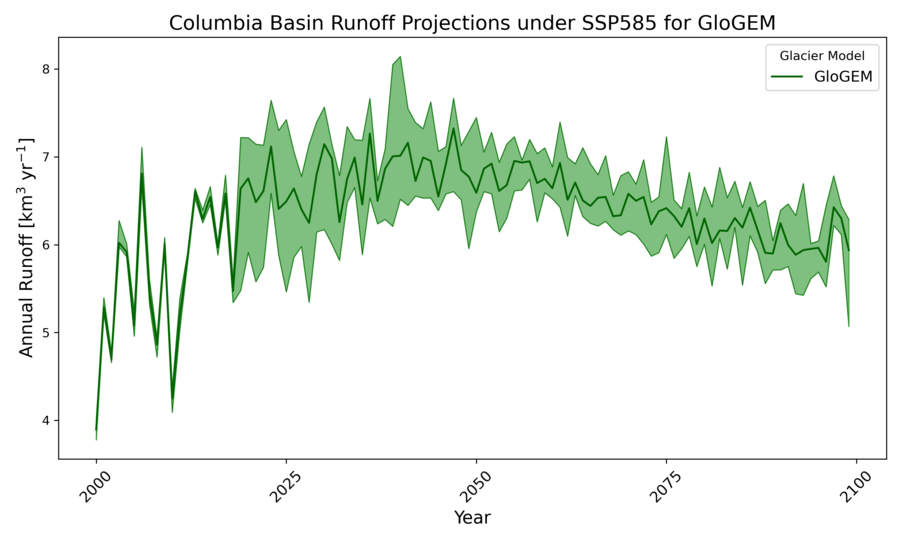 Columbia Basin Runoff Projections under SSP585 for GloGEM
Glacier Model
GloGEM
Annual Runoff [km³ yr⁻¹]
8
7
6
5
4
2000
2025
2050
2075
2100
Year